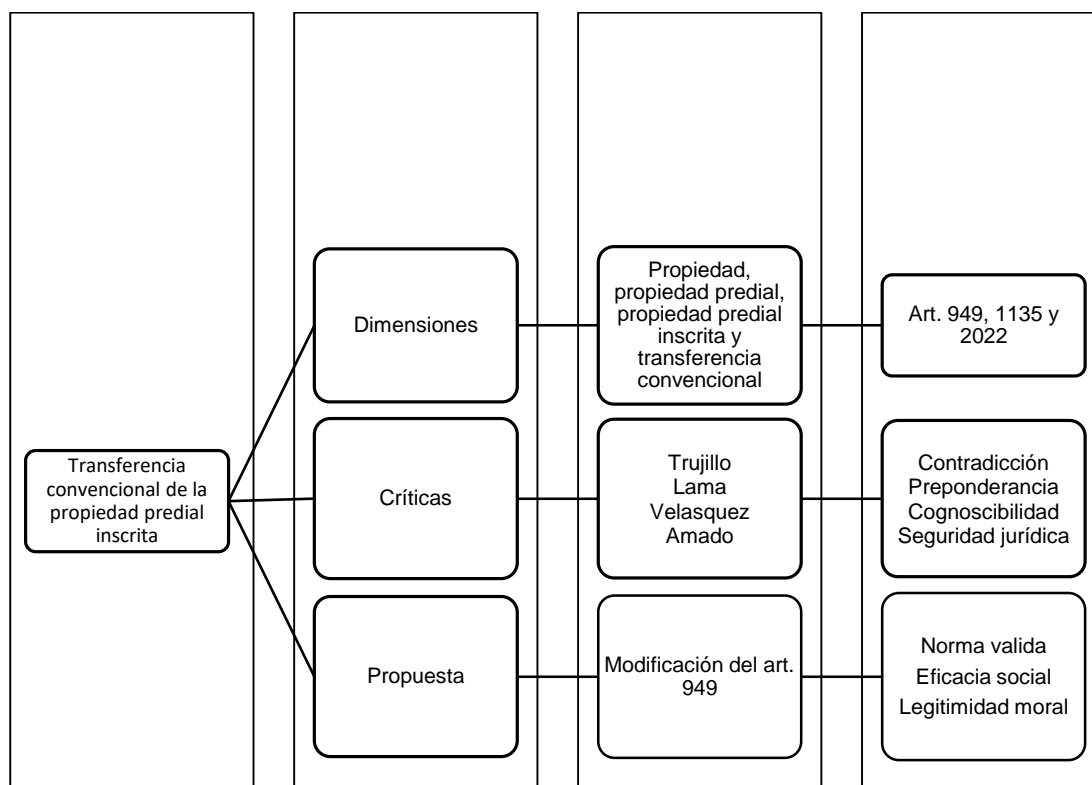 Transferencia
convencional de la
propiedad predial
inscrita
Dimensiones
Propiedad,
propiedad predial,
propiedad predial
inscrita y
transferencia
convencional
Art. 949, 1135 y
2022
Críticas
Trujillo
Lama
Velasquez
Amado
Contradicción
Preponderancia
Cognoscibilidad
Seguridad jurídica
Propuesta
Modificación del art.
949
Norma valida
Eficacia social
Legitimidad moral